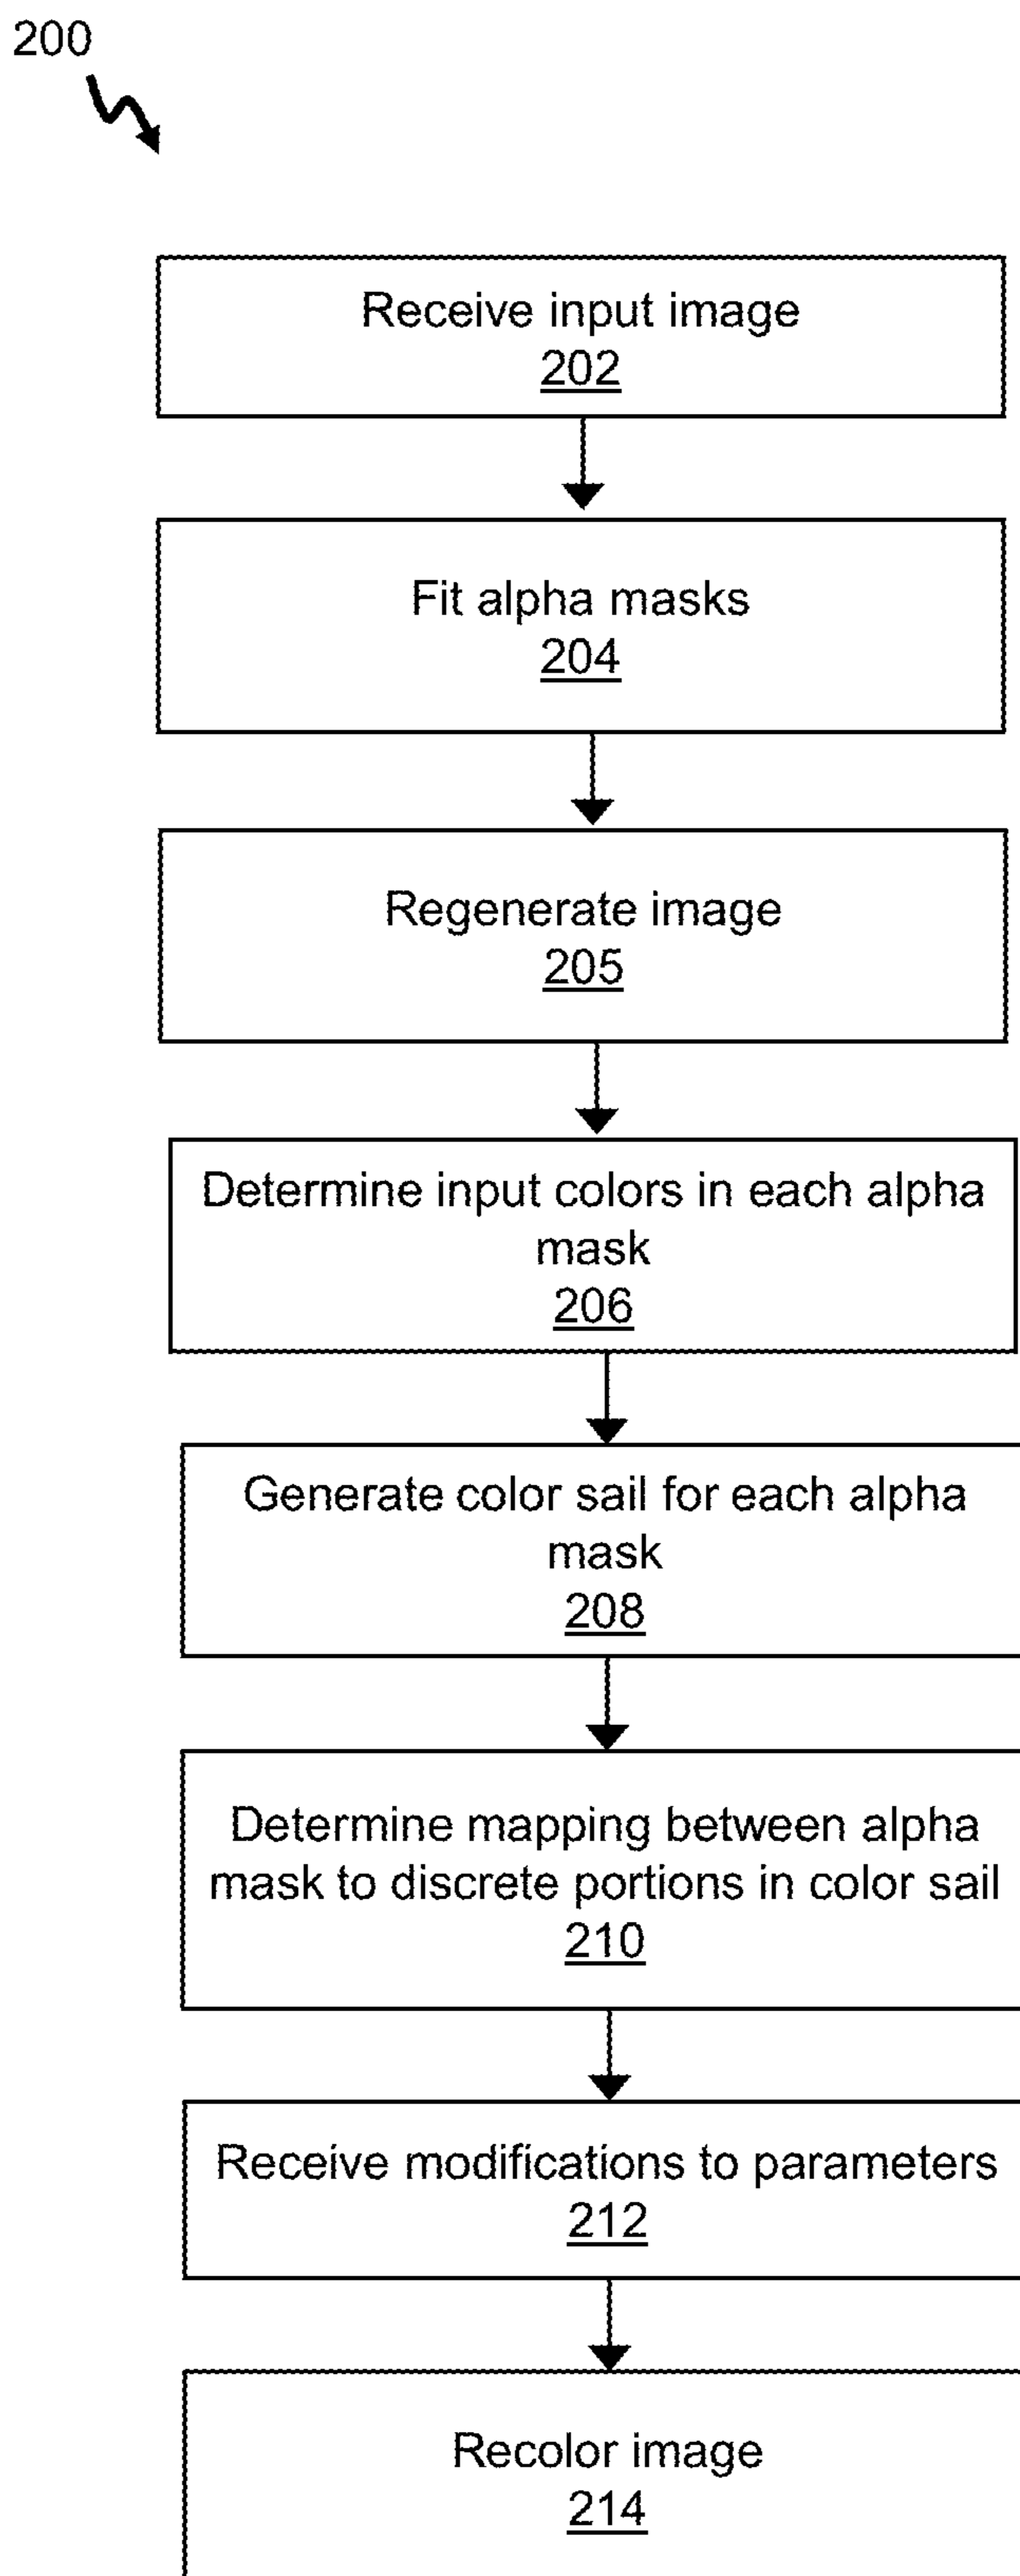 200
Receive input image
202
Fit alpha masks
204
Regenerate image
205
Determine input colors in each alpha
mask
206
Generate color sail for each alpha
mask
208
Determine mapping between alpha
mask to discrete portions in color sail
210
Receive modifications to parameters
212
Recolor image
214